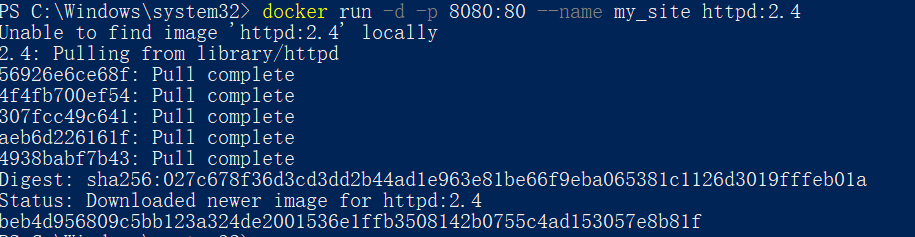 PS C:\Windows\system32> docker run -d -p 8080:80 --name my_site httpd:2.4
Unable to find image 'httpd:2.4' locally
2.4: Pulling from library/httpd
56926e6ce68f: Pull complete
4f4fb700ef54: Pull complete
307fcc49c641: Pull complete
aeb6d226161f: Pull complete
4938babf7b43: Pull complete
Digest: sha256:027c678f36d3cd3dd2b44ad1e963e81be66f9eba065381c1126d3019fffeb01a
Status: Downloaded newer image for httpd:2.4
beb4d956809c5bb123a324de2001536e1ffb3508142b0755c4ad153057e8b81f